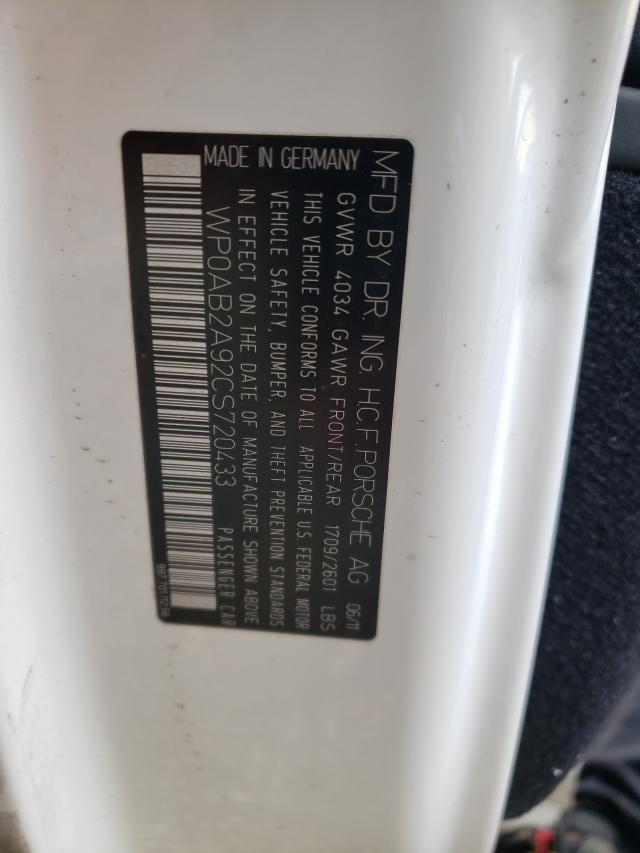 MFD BY DR. ING. H.C.F. PORSCHE AG 06/11
GVWR 4034 GAWR FRONT/REAR 1709/2601 LBS
THIS VEHICLE CONFORMS TO ALL APPLICABLE U.S. FEDERAL MOTOR
VEHICLE SAFETY, BUMPER, AND THEFT PREVENTION STANDARDS
IN EFFECT ON THE DATE OF MANUFACTURE SHOWN ABOVE
MADE IN GERMANY
WP0AB2A92CS720433 PASSENGER CAR